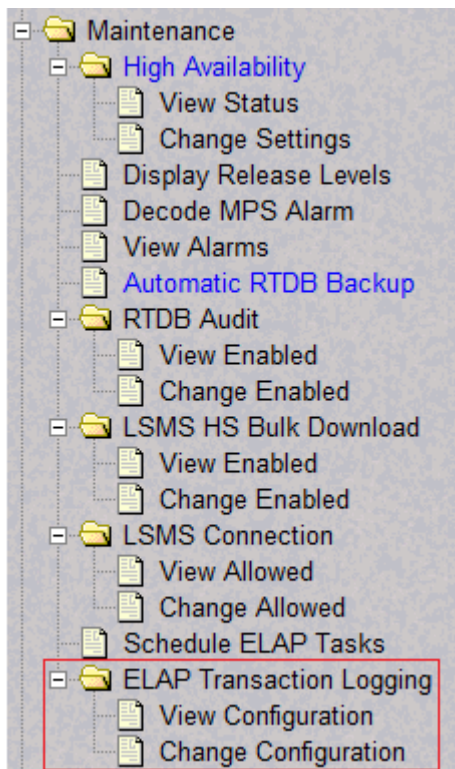 Maintenance
High Availability
View Status
Change Settings
Display Release Levels
Decode MPS Alarm
View Alarms
Automatic RTDB Backup
RTDB Audit
View Enabled
Change Enabled
LSMS HS Bulk Download
View Enabled
Change Enabled
LSMS Connection
View Allowed
Change Allowed
Schedule ELAP Tasks
ELAP Transaction Logging
View Configuration
Change Configuration